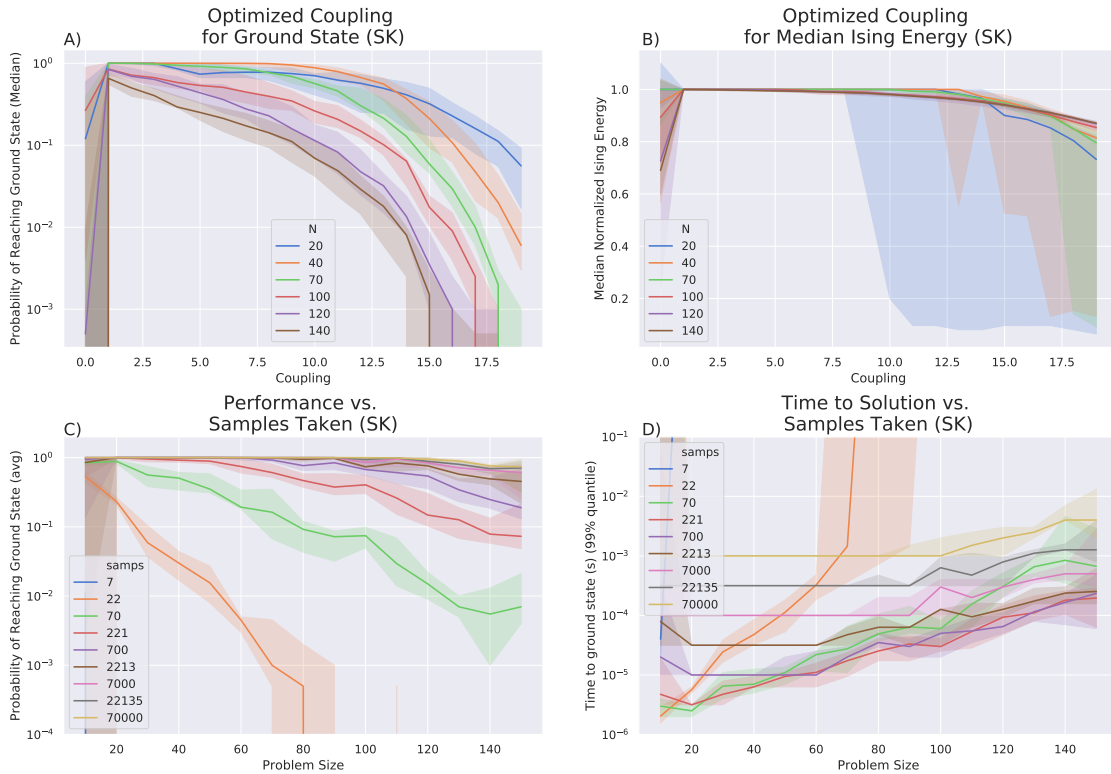 Optimized Coupling
for Ground State (SK)
A)
Probability of Reaching Ground State (Median)
10⁰
10⁻¹
10⁻²
10⁻³
N
20
40
70
100
120
140
0.0 2.5 5.0 7.5 10.0 12.5 15.0 17.5
Coupling
Optimized Coupling
for Median Ising Energy (SK)
B)
Median Normalized Ising Energy
1.0
0.8
0.6
0.4
0.2
N
20
40
70
100
120
140
0.0 2.5 5.0 7.5 10.0 12.5 15.0 17.5
Coupling
Performance vs.
Samples Taken (SK)
C)
Probability of Reaching Ground State (avg)
10⁰
10⁻¹
10⁻²
10⁻³
10⁻⁴
samps
7
22
70
221
700
2213
7000
22135
70000
20 40 60 80 100 120 140
Problem Size
Time to Solution vs.
Samples Taken (SK)
D)
Time to ground state (s) (99% quantile)
10⁻¹
10⁻²
10⁻³
10⁻⁴
10⁻⁵
10⁻⁶
samps
7
22
70
221
700
2213
7000
22135
70000
20 40 60 80 100 120 140
Problem Size